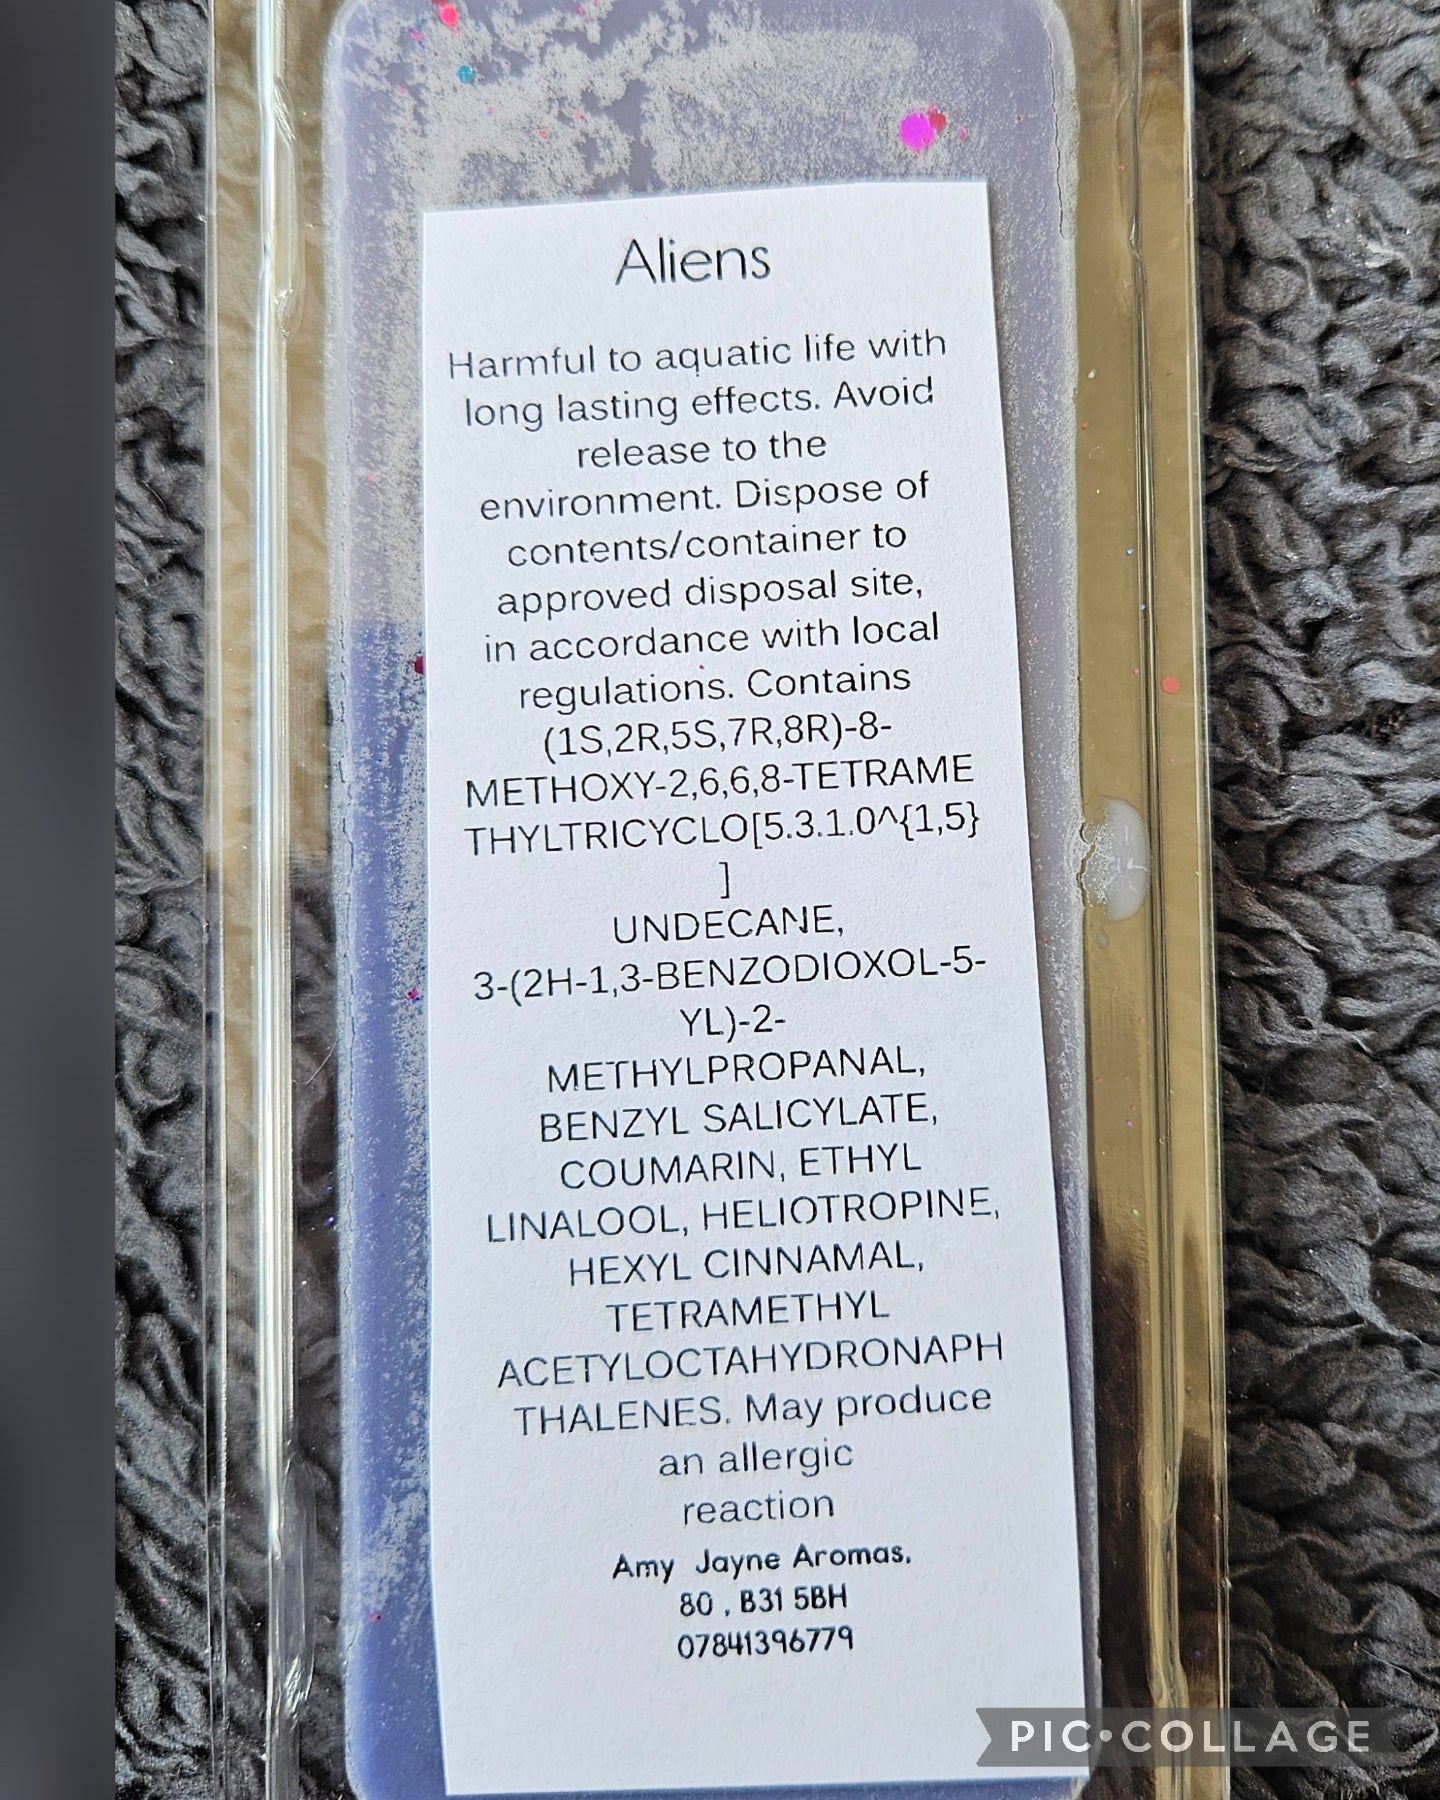 Aliens
Harmful to aquatic life with
long lasting effects. Avoid
release to the
environment. Dispose of
contents/container to
approved disposal site,
in accordance with local
regulations. Contains
(1S,2R,5S,7R,8R)-8-
METHOXY-2,6,6,8-TETRAME
THYLTRICYCLO[5.3.1.0^{1,5}
]
UNDECANE,
3-(2H-1,3-BENZODIOXOL-5-
YL)-2-
METHYLPROPANAL,
BENZYL SALICYLATE,
COUMARIN, ETHYL
LINALOOL, HELIOTROPINE,
HEXYL CINNAMAL,
TETRAMETHYL
ACETYLOCTAHYDRONAPH
THALENES. May produce
an allergic
reaction
Amy Jayne Aromas.
80 , B31 5BH
07841396779
PIC•COLLAGE